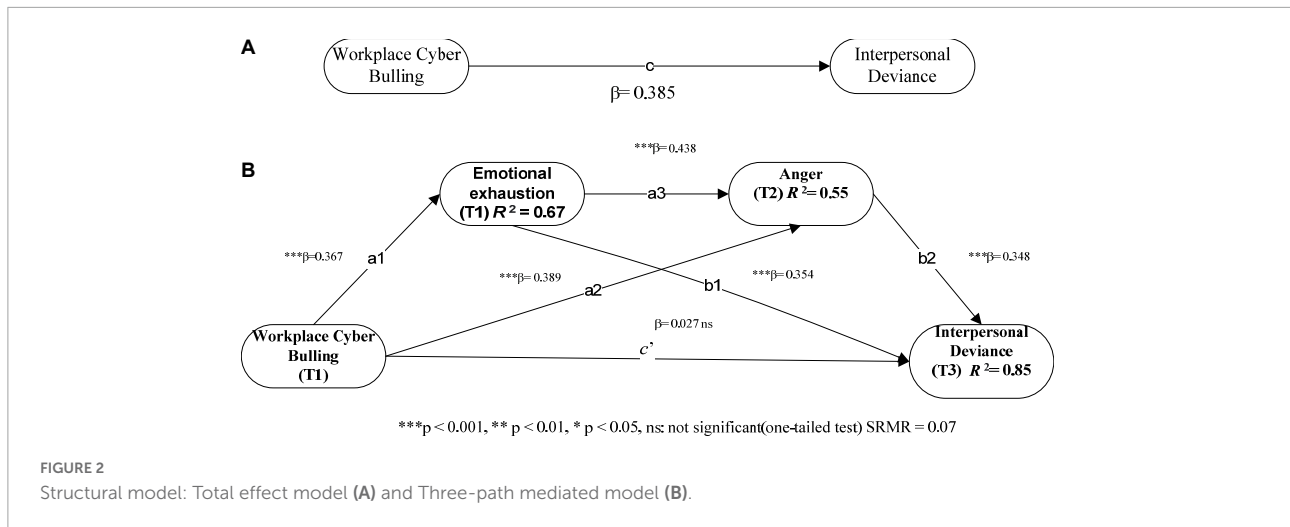 A
Workplace Cyber
Bulling
c
β= 0.385
Interpersonal
Deviance
B
***β= 0.438
Emotional
exhaustion
(T1) R²= 0.67
a3
Anger
(T2) R²= 0.55
***β= 0.367
a1
***β= 0.389
a2
b1
***β= 0.354
b2
***β= 0.348
Workplace Cyber
Bulling
(T1)
β= 0.027 ns
c’
Interpersonal
Deviance
(T3) R²= 0.85
***p < 0.001, ** p < 0.01, * p < 0.05, ns: not significant(one-tailed test) SRMR = 0.07
FIGURE 2
Structural model: Total effect model (A) and Three-path mediated model (B).